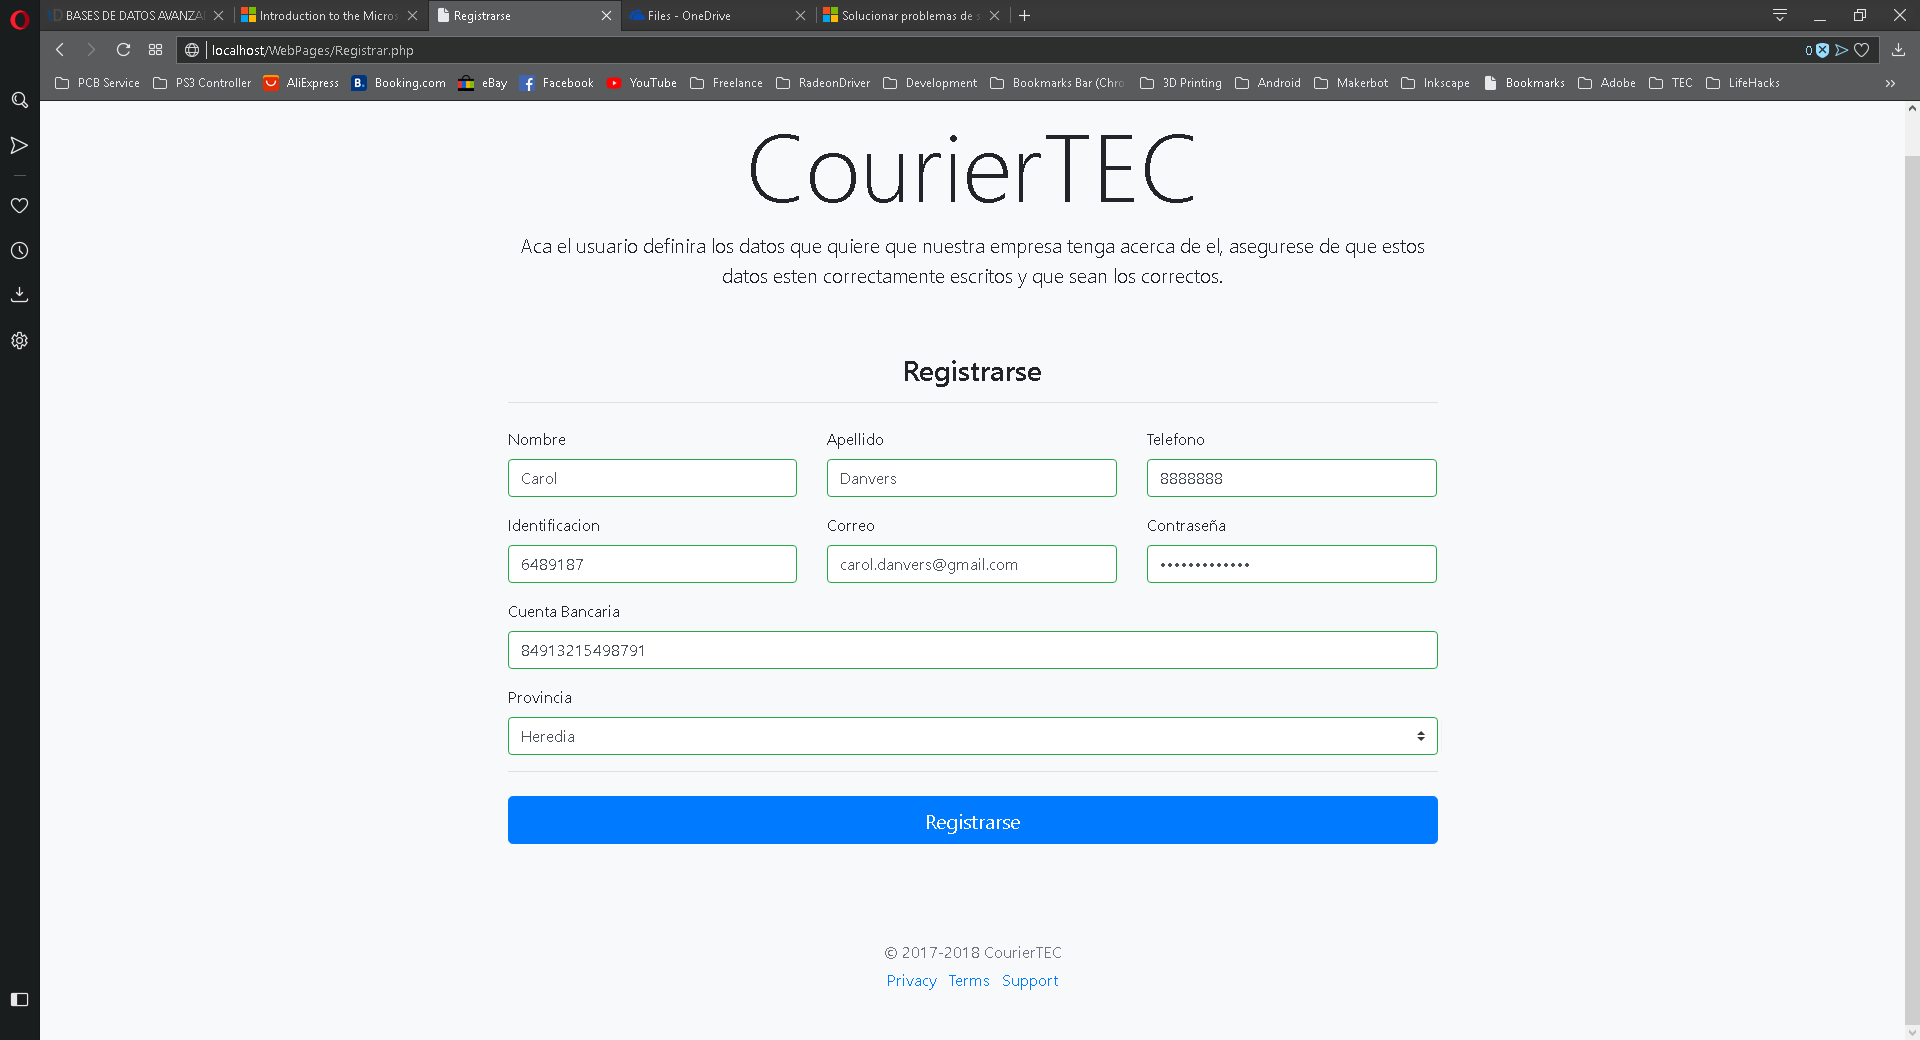 BASES DE DATOS AVANZA
Introduction to the Micros
Registrarse
Files - OneDrive
Solucionar problemas de s
localhost/WebPages/Registrar.php
0
PCB Service
PS3 Controller
AliExpress
B. Booking.com
eBay
Facebook
YouTube
Freelance
RadeonDriver
Development
Bookmarks Bar (Chro
3D Printing
Android
Makerbot
Inkscape
Bookmarks
Adobe
TEC
LifeHacks
CourierTEC
Aca el usuario definira los datos que quiere que nuestra empresa tenga acerca de el, asegurese de que estos
datos esten correctamente escritos y que sean los correctos.
Registrarse
Nombre Apellido Telefono
Carol Danvers 8888888
Identificacion Correo Contraseña
6489187 carol.danvers@gmail.com •••••••••••••
Cuenta Bancaria
84913215498791
Provincia
Heredia
Registrarse
© 2017-2018 CourierTEC
Privacy Terms Support